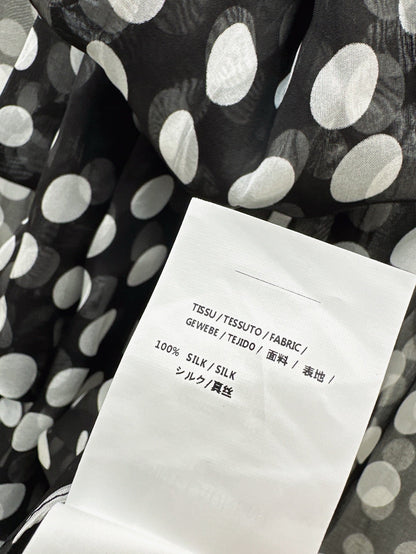 TISSU / TESSUTO / FABRIC /
GEWEBE / TEJIDO / 面料 / 表地 /
100% SILK / SILK
シルク / 真丝